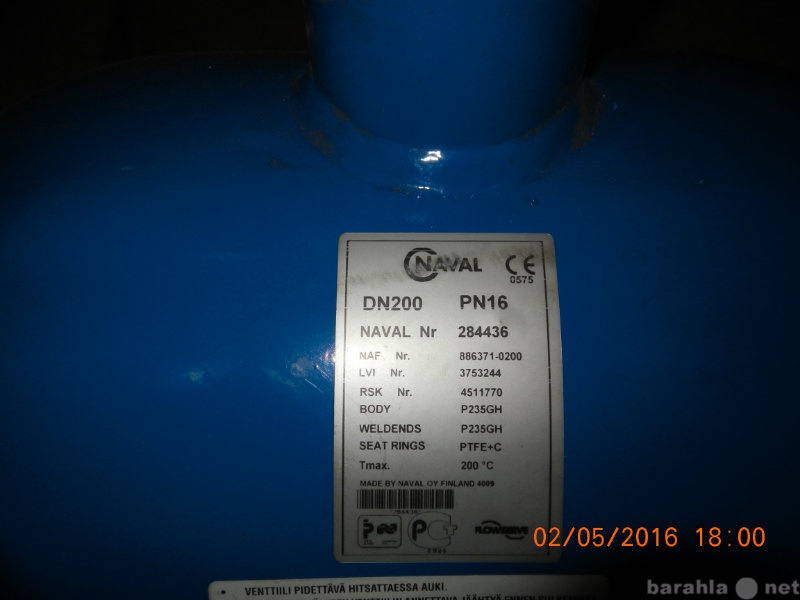 NAVAL CE
0575
DN200 PN16
NAVAL Nr 284436
NAF Nr. 886371-0200
LVI Nr. 3753244
RSK Nr. 4511770
BODY P235GH
WELDENDS P235GH
SEAT RINGS PTFE+C
Tmax. 200 °C
MADE BY NAVAL OY FINLAND 4009
284436
FLOWSERVE
02/05/2016 18:00
• VENTTIILI PIDETTÄVÄ HITSATTAESSA AUKI.
barahla net